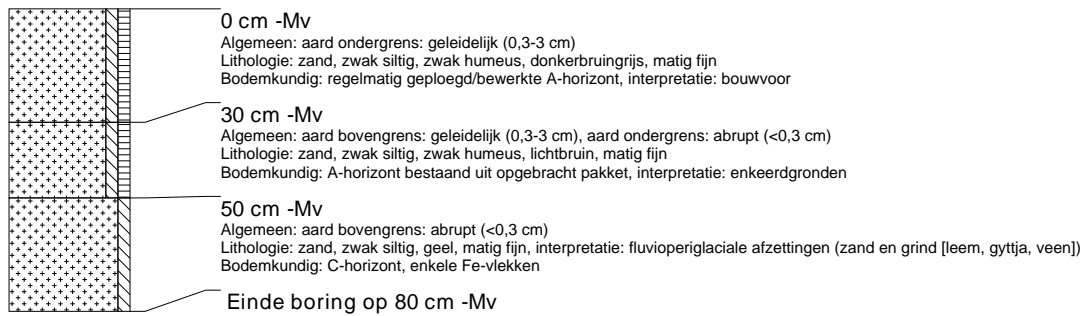 0 cm -Mv
Algemeen: aard ondergrens: geleidelijk (0,3-3 cm)
Lithologie: zand, zwak siltig, zwak humeus, donkerbruingrijs, matig fijn
Bodemkundig: regelmatig geploegd/bewerkte A-horizont, interpretatie: bouwvoor
30 cm -Mv
Algemeen: aard bovengrens: geleidelijk (0,3-3 cm), aard ondergrens: abrupt (<0,3 cm)
Lithologie: zand, zwak siltig, zwak humeus, lichtbruin, matig fijn
Bodemkundig: A-horizont bestaand uit opgebracht pakket, interpretatie: enkeerdgronden
50 cm -Mv
Algemeen: aard bovengrens: abrupt (<0,3 cm)
Lithologie: zand, zwak siltig, geel, matig fijn, interpretatie: fluvioperiglaciale afzettingen (zand en grind [leem, gyttja, veen])
Bodemkundig: C-horizont, enkele Fe-vlekken
Einde boring op 80 cm -Mv